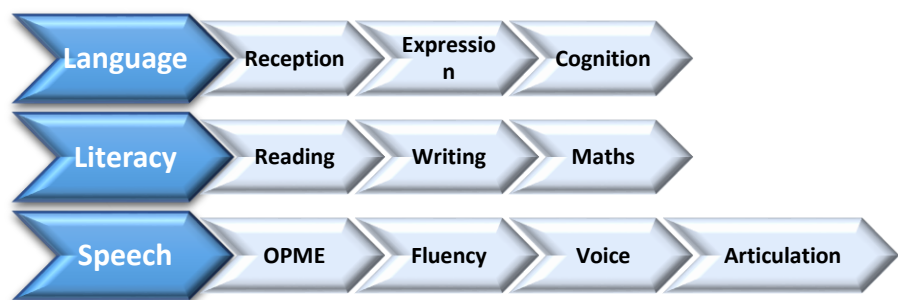 Language Reception Expressio
n Cognition
Literacy Reading Writing Maths
Speech OPME Fluency Voice Articulation